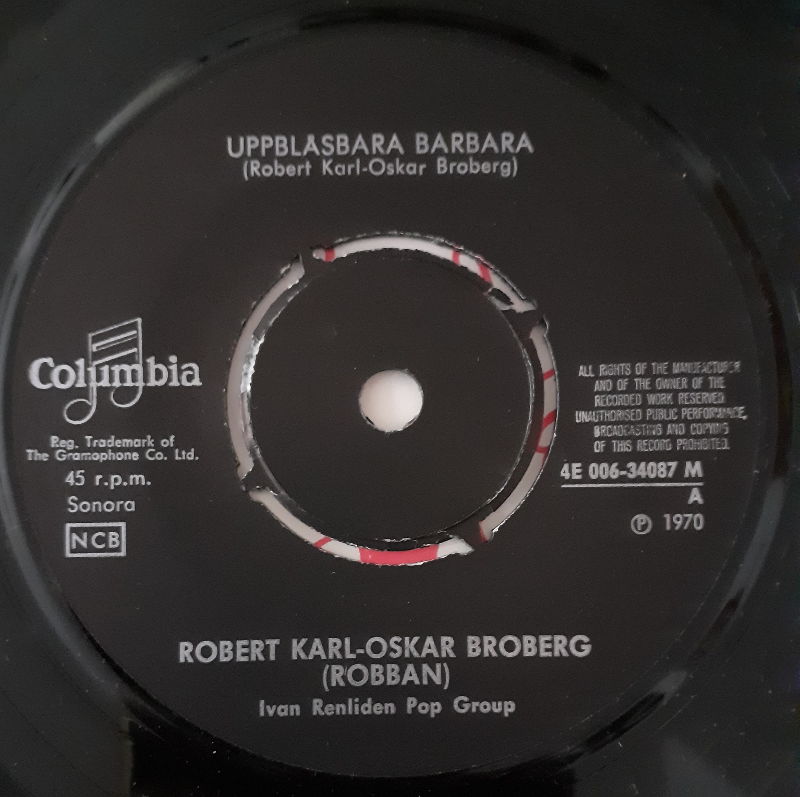 UPPBLÅSBARA BARBARA
(Robert Karl-Oskar Broberg)
Columbia
Reg. Trademark of
The Gramophone Co. Ltd.
45 r.p.m.
Sonora
NCB
ALL RIGHTS OF THE MANUFACTURER
AND OF THE OWNER OF THE
RECORDED WORK RESERVED
UNAUTHORISED PUBLIC PERFORMANCE,
BROADCASTING AND COPYING
OF THIS RECORD PROHIBITED.
4E 006-34087 M
A
Ⓟ 1970
ROBERT KARL-OSKAR BROBERG
(ROBBAN)
Ivan Renliden Pop Group